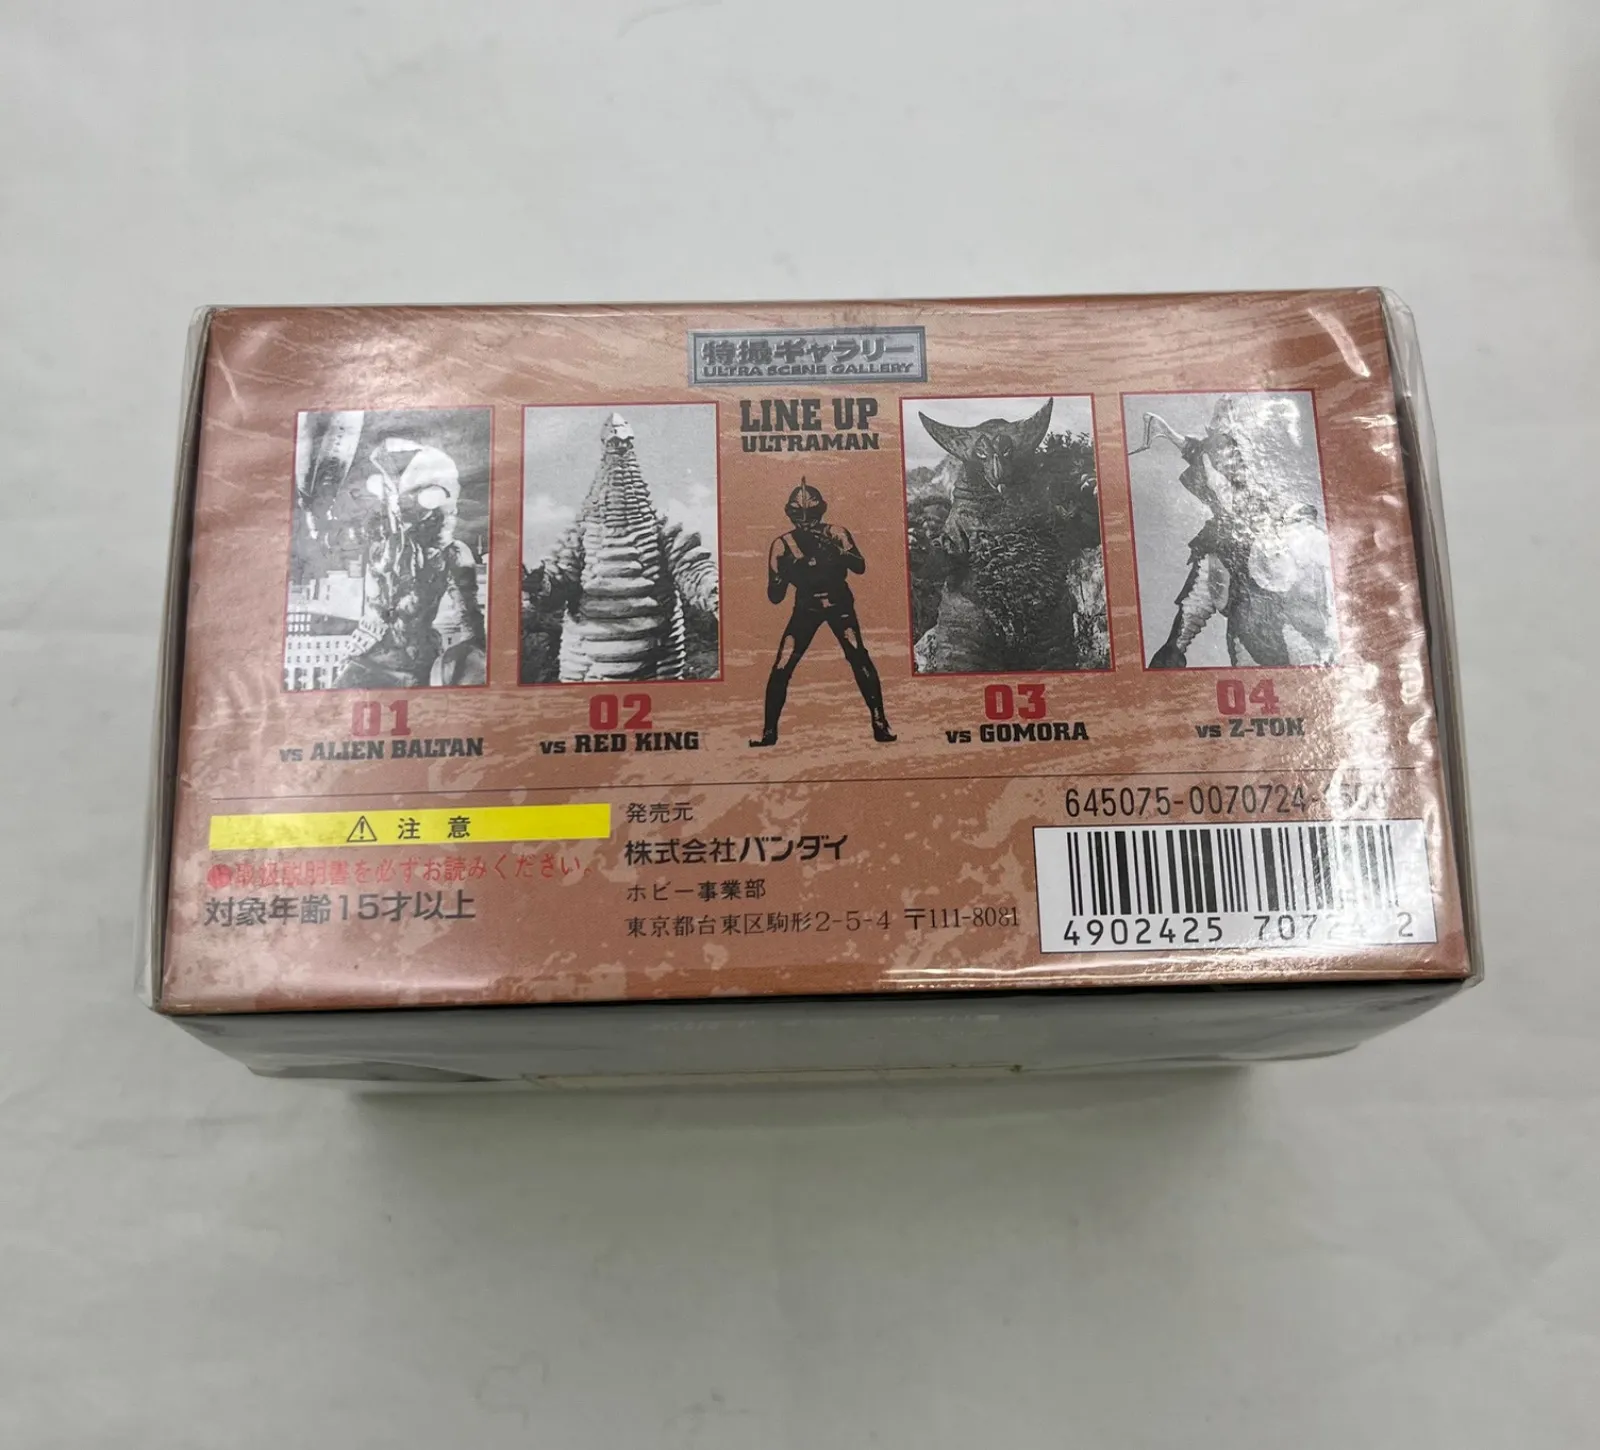 特撮ギャラリー
ULTRA SCENE GALLERY
LINE UP
ULTRAMAN
01
vs ALIEN BALTAN
02
vs RED KING
03
vs GOMORA
04
vs Z-TON
注意
取扱説明書を必ずお読みください。
対象年齢15才以上
発売元
株式会社バンダイ
ホビー事業部
東京都台東区駒形2-5-4 〒111-8081
645075-0070724-
4902425 707242